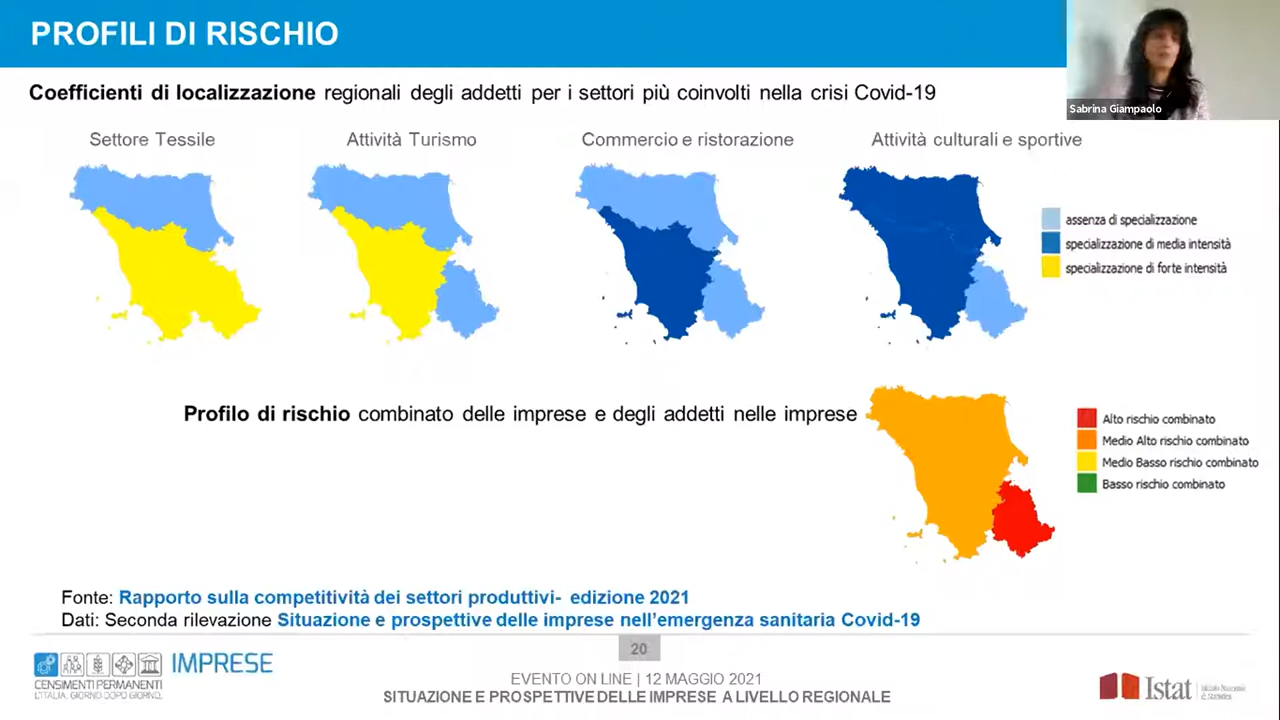 PROFILI DI RISCHIO
Sabrina Giampaolo
Coefficienti di localizzazione regionali degli addetti per i settori più coinvolti nella crisi Covid-19
Settore Tessile
Attività Turismo
Commercio e ristorazione
Attività culturali e sportive
assenza di specializzazione
specializzazione di media intensità
specializzazione di forte intensità
Profilo di rischio combinato delle imprese e degli addetti nelle imprese
Alto rischio combinato
Medio Alto rischio combinato
Medio Basso rischio combinato
Basso rischio combinato
Fonte: Rapporto sulla competitività dei settori produttivi- edizione 2021
Dati: Seconda rilevazione Situazione e prospettive delle imprese nell'emergenza sanitaria Covid-19
20
IMPRESE
CENSIMENTI PERMANENTI
L'ITALIA, GIORNO DOPO GIORNO.
EVENTO ON LINE | 12 MAGGIO 2021
SITUAZIONE E PROSPETTIVE DELLE IMPRESE A LIVELLO REGIONALE
Istat
Istituto Nazionale
di Statistica